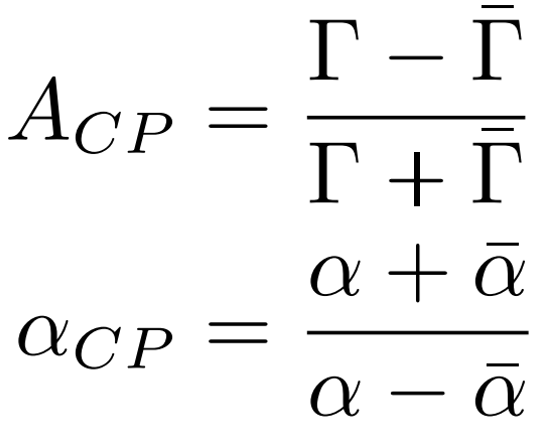 $A_{CP} = \frac{\Gamma - \bar{\Gamma}}{\Gamma + \bar{\Gamma}}$
$\alpha_{CP} = \frac{\alpha + \bar{\alpha}}{\alpha - \bar{\alpha}}$